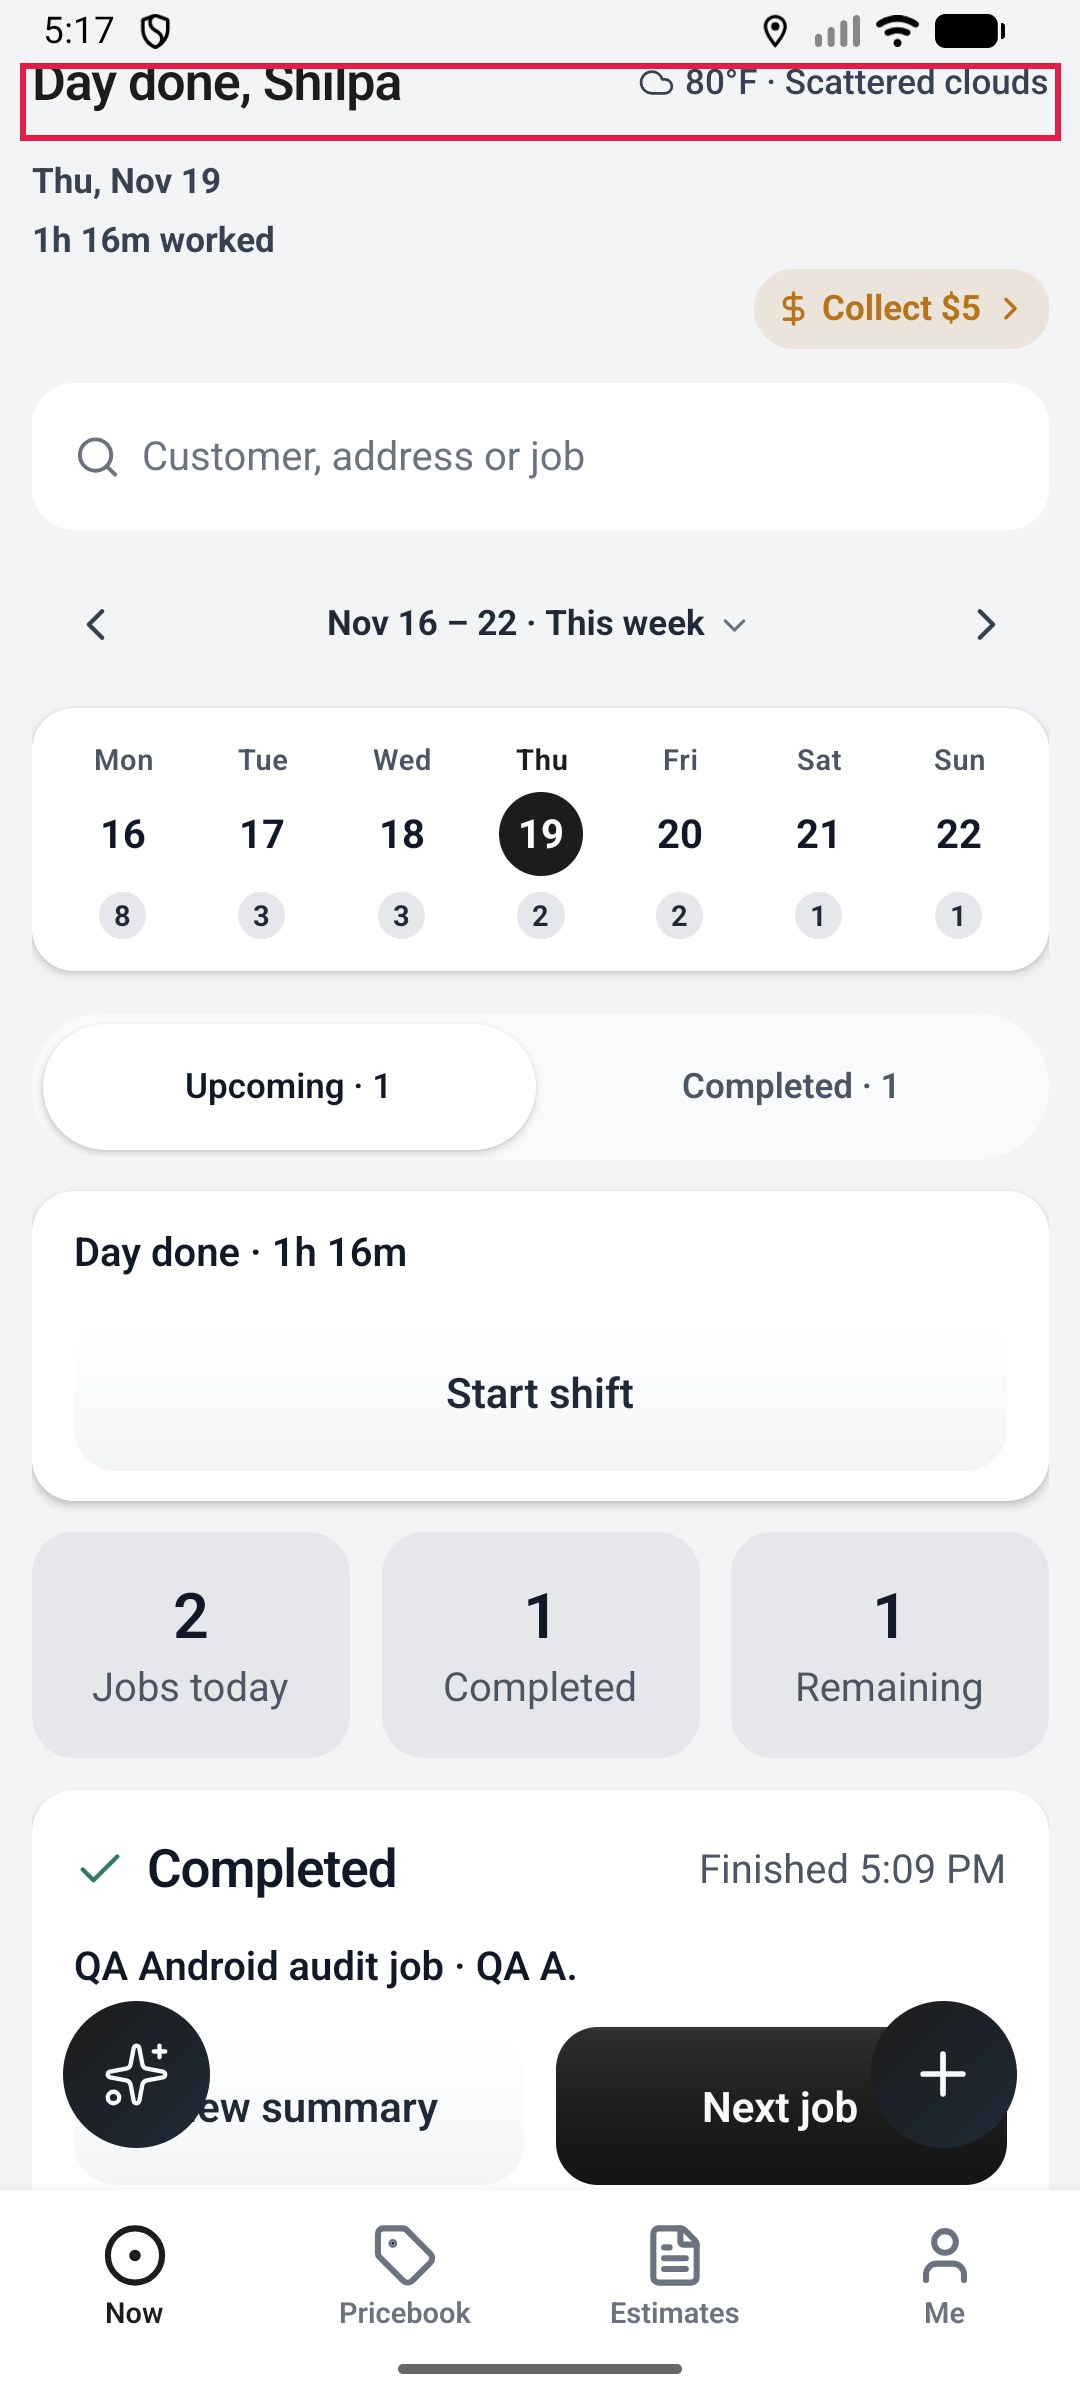 5:17
Day done, Shilpa
80°F · Scattered clouds
Thu, Nov 19
1h 16m worked
Collect $5
Customer, address or job
Nov 16 – 22 · This week
Mon Tue Wed Thu Fri Sat Sun
16 17 18 19 20 21 22
8 3 3 2 2 1 1
Upcoming · 1
Completed · 1
Day done · 1h 16m
Start shift
2 1 1
Jobs today Completed Remaining
Completed
Finished 5:09 PM
QA Android audit job · QA A.
summary
Next job
Now Pricebook Estimates Me